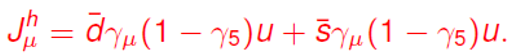 J^h_μ = d̄γ_μ(1 − γ_5)u + s̄γ_μ(1 − γ_5)u.